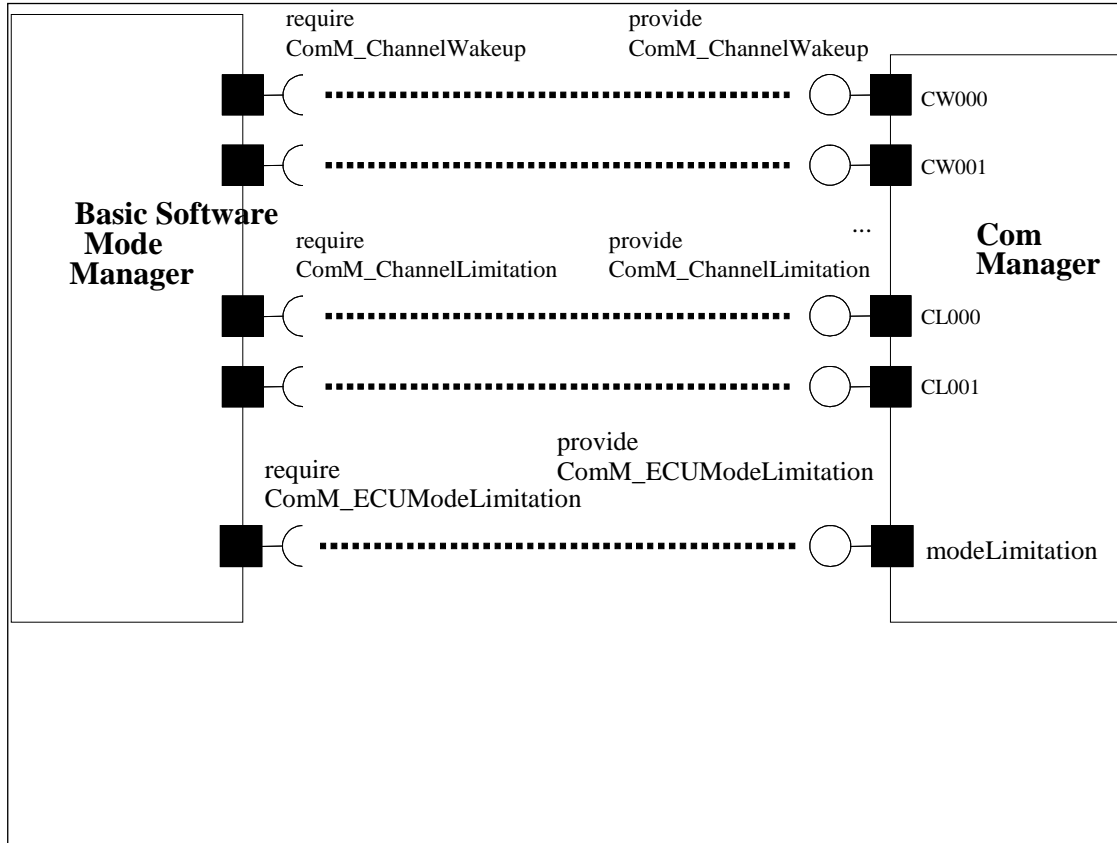 require
ComM_ChannelWakeup
provide
ComM_ChannelWakeup
CW000
CW001
Basic Software
Mode
Manager
...
require
ComM_ChannelLimitation
provide
ComM_ChannelLimitation
Com
Manager
CL000
CL001
require
ComM_ECUModeLimitation
provide
ComM_ECUModeLimitation
modeLimitation